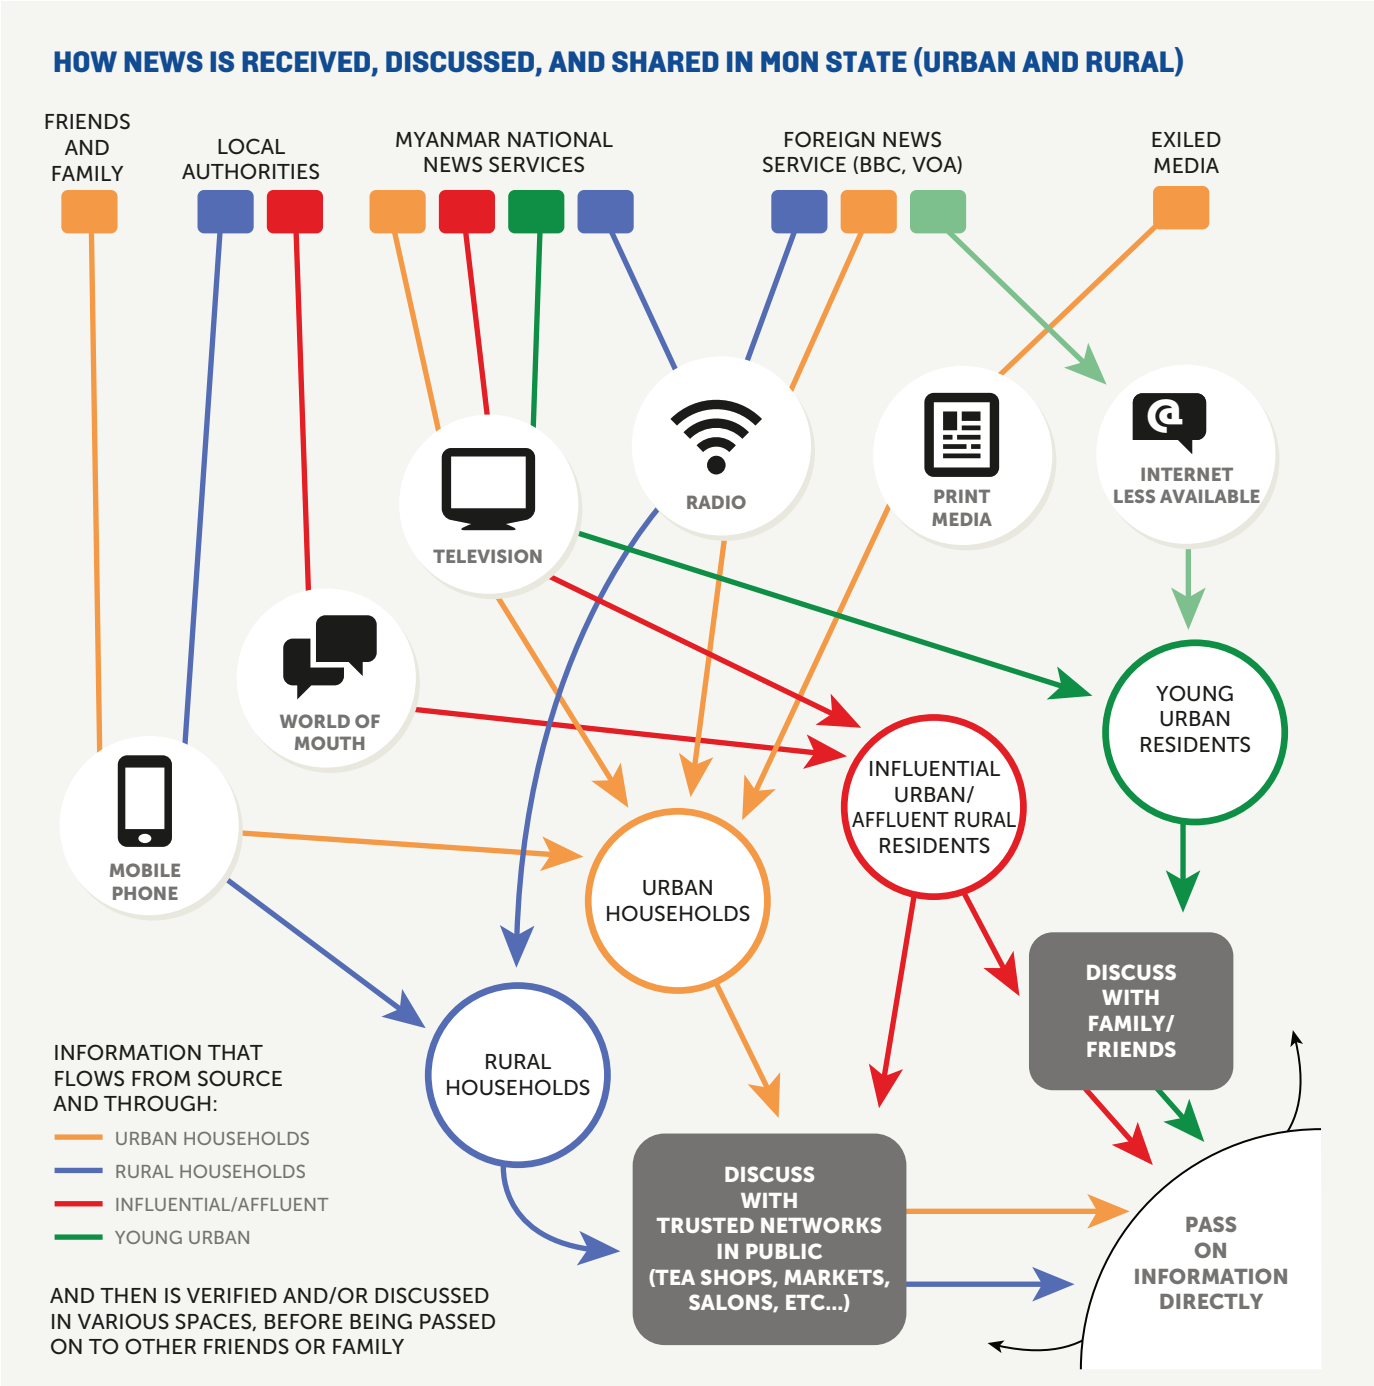 HOW NEWS IS RECEIVED, DISCUSSED, AND SHARED IN MON STATE (URBAN AND RURAL)
FRIENDS
AND
FAMILY
LOCAL
AUTHORITIES
MYANMAR NATIONAL
NEWS SERVICES
FOREIGN NEWS
SERVICE (BBC, VOA)
EXILED
MEDIA
TELEVISION
RADIO
PRINT
MEDIA
@
INTERNET
LESS AVAILABLE
WORLD OF
MOUTH
MOBILE
PHONE
YOUNG
URBAN
RESIDENTS
INFLUENTIAL
URBAN/
AFFLUENT RURAL
RESIDENTS
URBAN
HOUSEHOLDS
RURAL
HOUSEHOLDS
DISCUSS
WITH
FAMILY/
FRIENDS
DISCUSS
WITH
TRUSTED NETWORKS
IN PUBLIC
(TEA SHOPS, MARKETS,
SALONS, ETC...)
PASS
ON
INFORMATION
DIRECTLY
INFORMATION THAT
FLOWS FROM SOURCE
AND THROUGH:
URBAN HOUSEHOLDS
RURAL HOUSEHOLDS
INFLUENTIAL/AFFLUENT
YOUNG URBAN
AND THEN IS VERIFIED AND/OR DISCUSSED
IN VARIOUS SPACES, BEFORE BEING PASSED
ON TO OTHER FRIENDS OR FAMILY